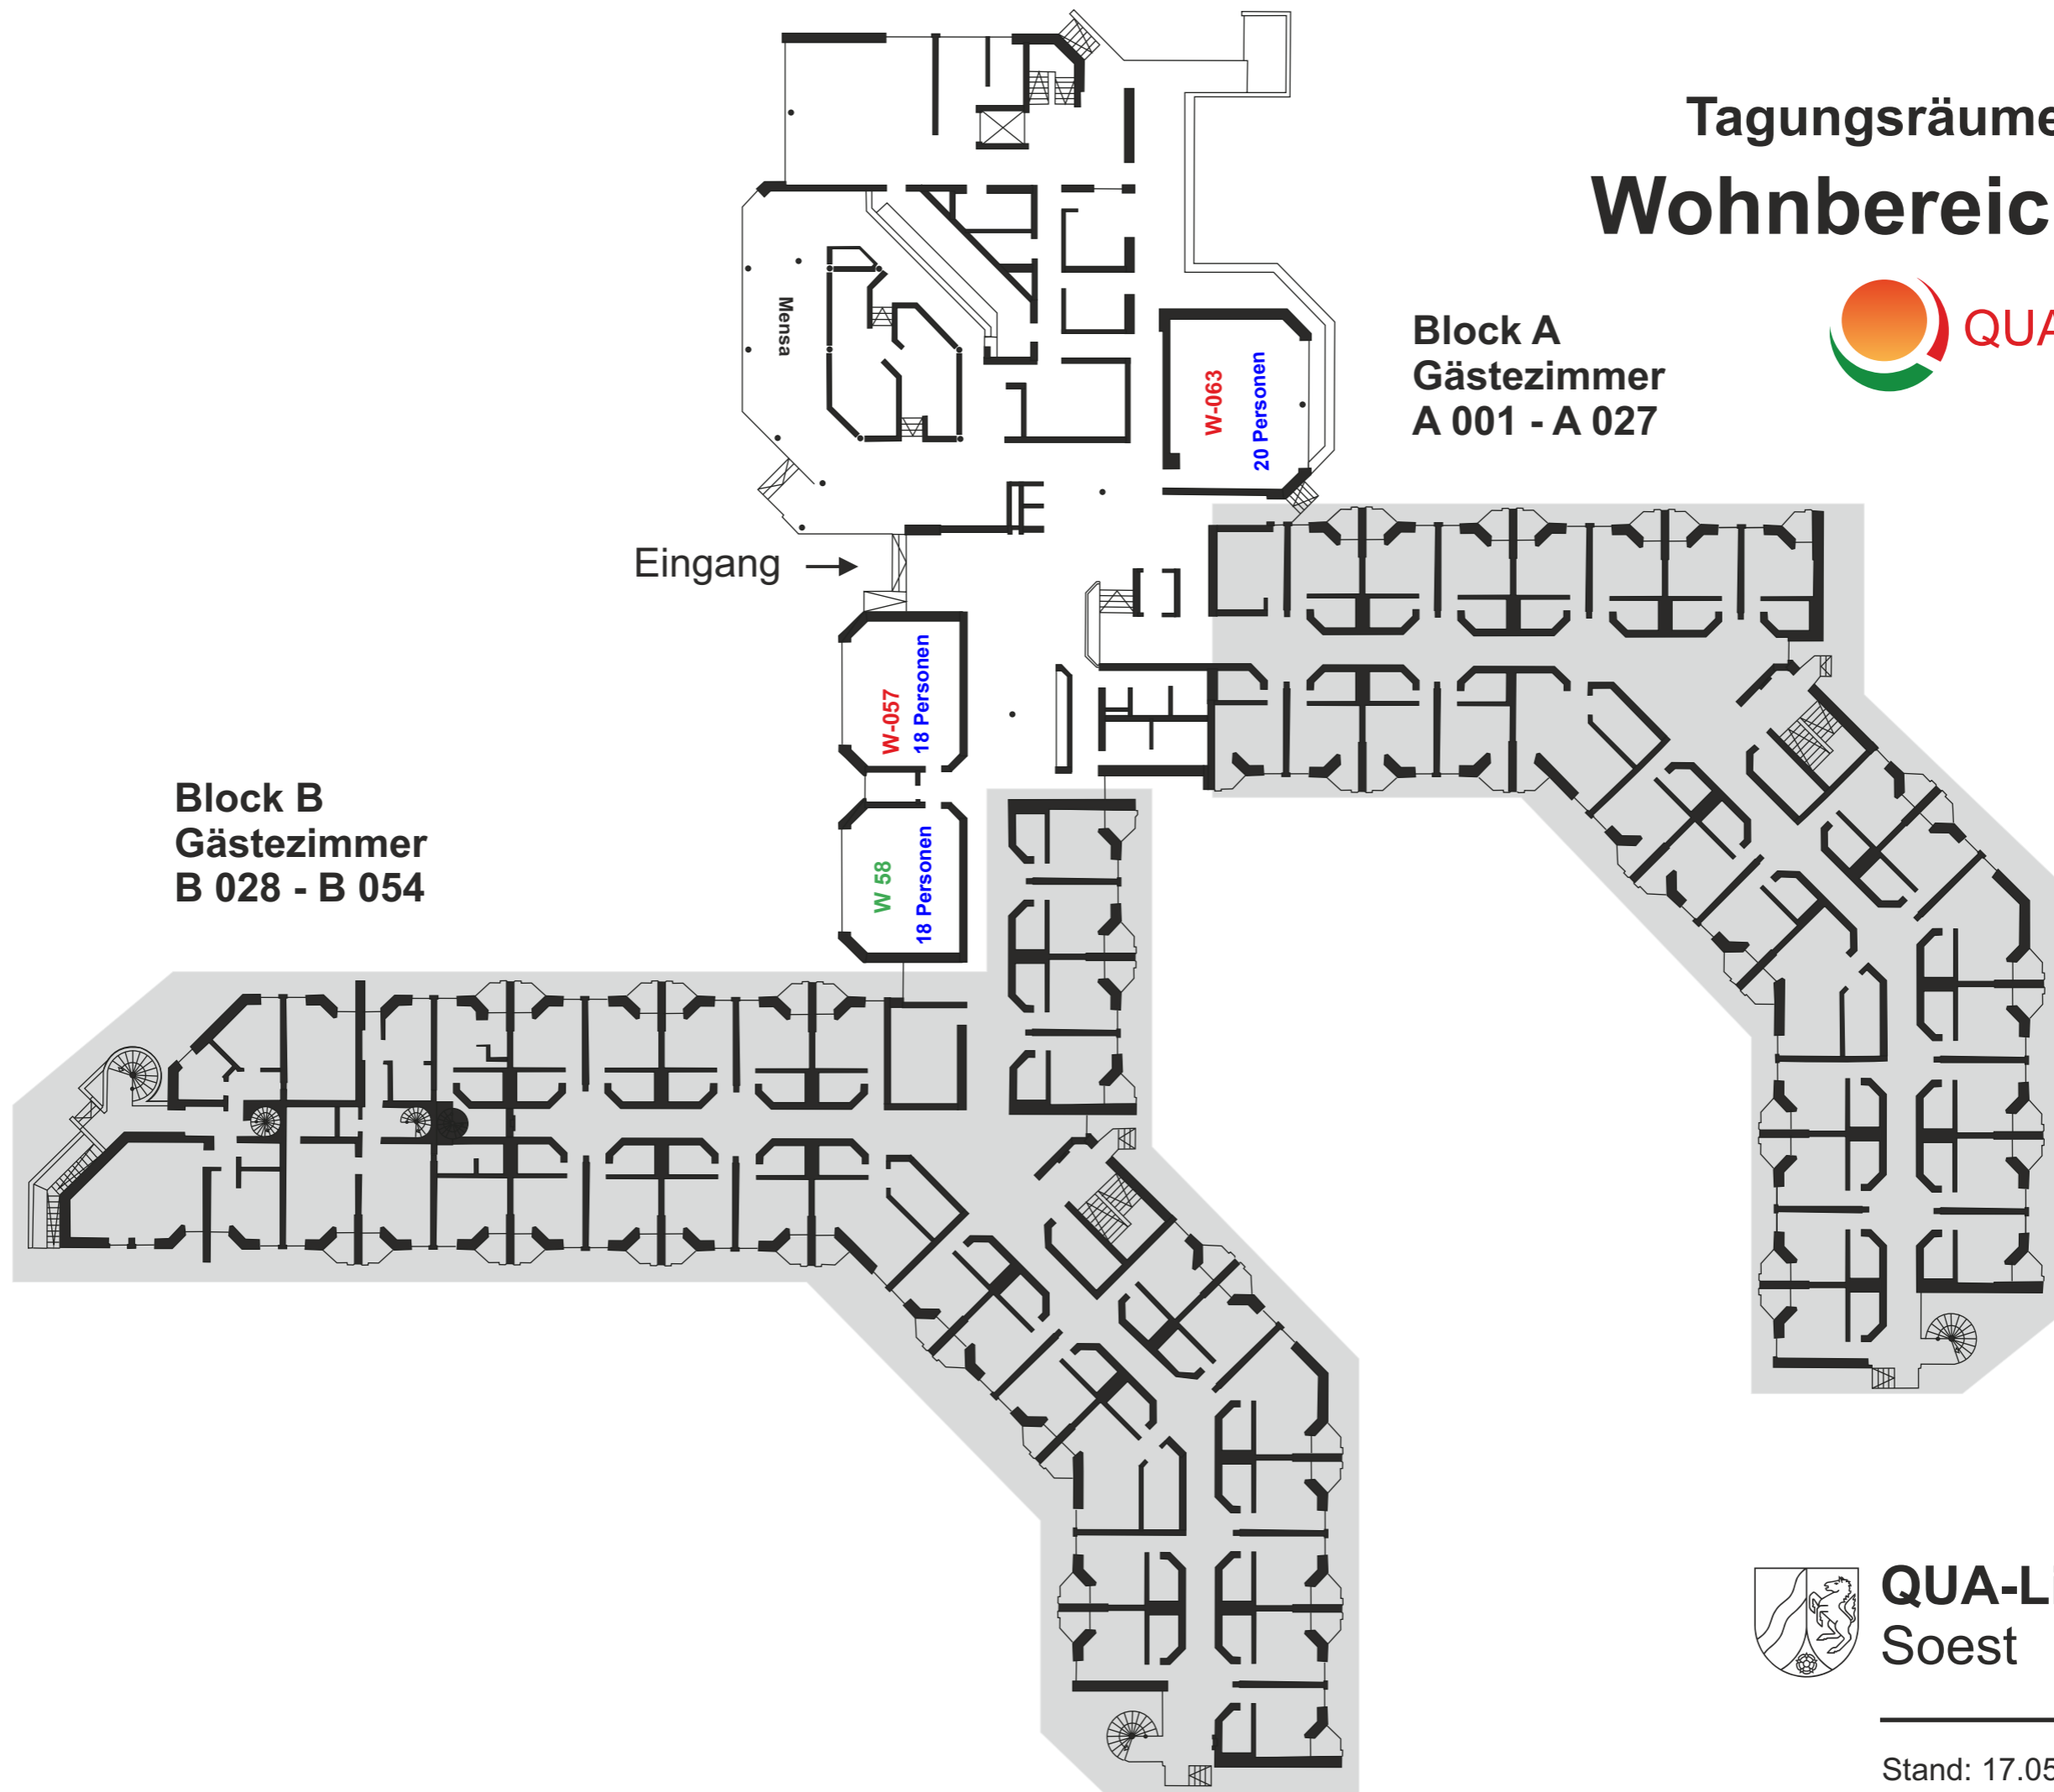 Tagungsräume
Wohnbereic
QUA
Block A
Gästezimmer
A 001 - A 027
Mensa
W-063
20 Personen
Eingang
W-057
18 Personen
Block B
Gästezimmer
B 028 - B 054
W 58
18 Personen
QUA-Li
Soest
Stand: 17.05